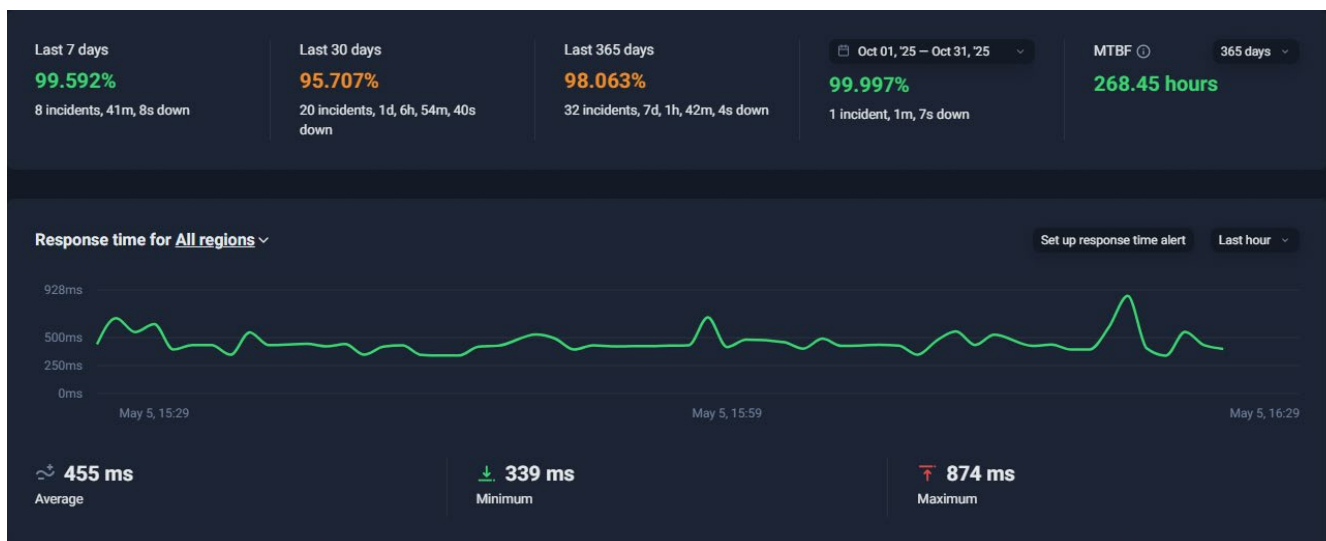 Last 7 days
99.592%
8 incidents, 41m, 8s down
Last 30 days
95.707%
20 incidents, 1d, 6h, 54m, 40s
down
Last 365 days
98.063%
32 incidents, 7d, 1h, 42m, 4s down
Oct 01, '25 – Oct 31, '25
99.997%
1 incident, 1m, 7s down
MTBF
365 days
268.45 hours
Response time for All regions
Set up response time alert
Last hour
928ms
500ms
250ms
0ms
May 5, 15:29
May 5, 15:59
May 5, 16:29
455 ms
Average
339 ms
Minimum
874 ms
Maximum